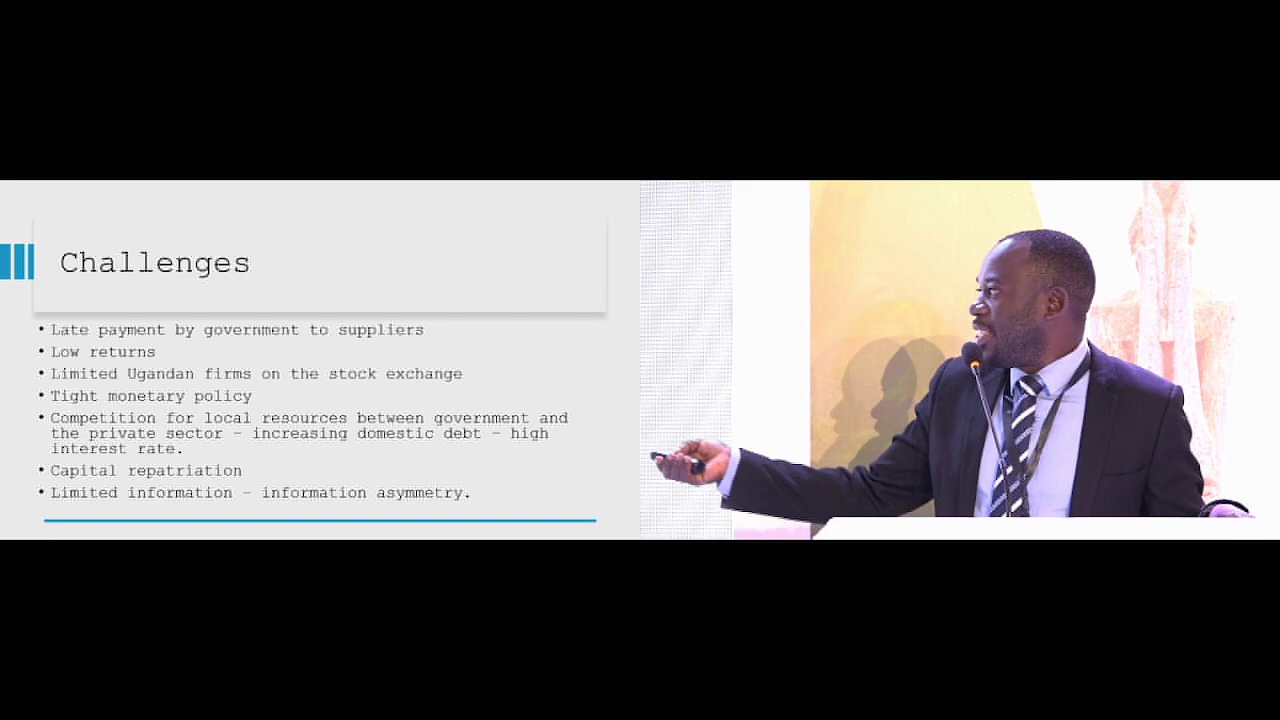 Challenges
• Late payment by government to suppliers
• Low returns
• Limited Ugandan firms on the stock exchange
• Tight monetary policy
• Competition for local resources between government and
the private sector – increasing domestic debt – high
interest rate.
• Capital repatriation
• Limited information – information asymmetry.